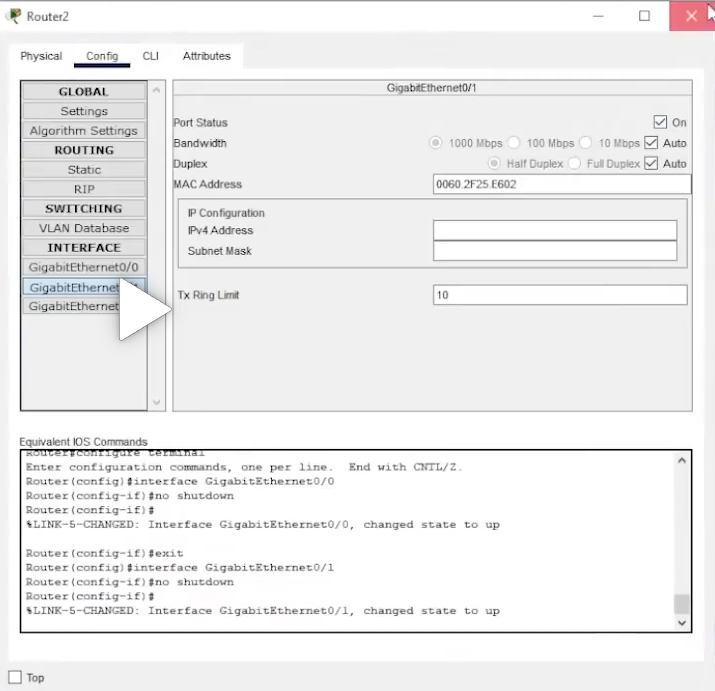 Router2
Physical Config CLI Attributes
GLOBAL
Settings
Algorithm Settings
ROUTING
Static
RIP
SWITCHING
VLAN Database
INTERFACE
GigabitEthernet0/0
GigabitEthernet
GigabitEthernet
GigabitEthernet0/1
Port Status On
Bandwidth 1000 Mbps 100 Mbps 10 Mbps Auto
Duplex Half Duplex Full Duplex Auto
MAC Address 0060.2F25.E602
IP Configuration
IPv4 Address
Subnet Mask
Tx Ring Limit 10
Equivalent IOS Commands
Router#configure terminal
Enter configuration commands, one per line. End with CNTL/Z.
Router(config)#interface GigabitEthernet0/0
Router(config-if)#no shutdown
Router(config-if)#
%LINK-5-CHANGED: Interface GigabitEthernet0/0, changed state to up
Router(config-if)#exit
Router(config)#interface GigabitEthernet0/1
Router(config-if)#no shutdown
Router(config-if)#
%LINK-5-CHANGED: Interface GigabitEthernet0/1, changed state to up
Top